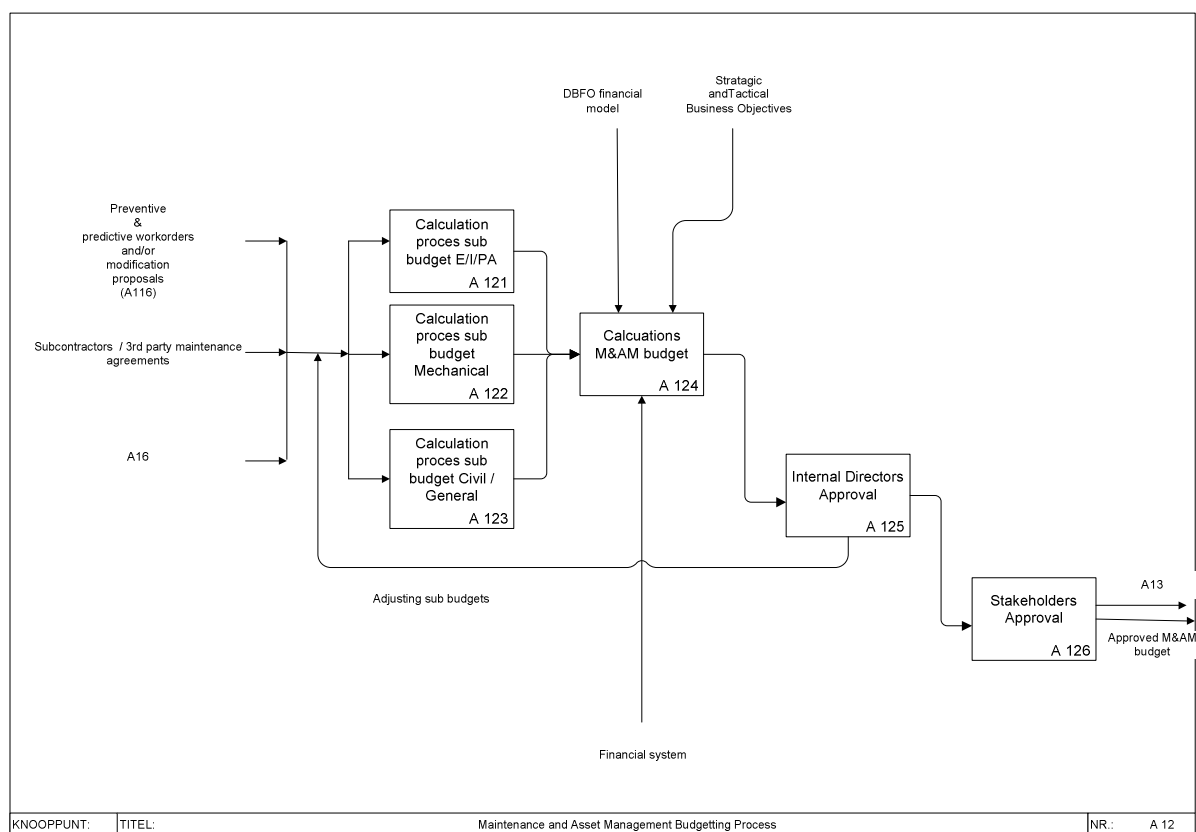 DBFO financial
model
Stratagic
andTactical
Business Objectives
Preventive
&
predictive workorders
and/or
modification
proposals
(A116)
Subcontractors / 3rd party maintenance
agreements
A16
Calculation
proces sub
budget E/I/PA
A 121
Calculation
proces sub
budget
Mechanical
A 122
Calculation
proces sub
budget Civil /
General
A 123
Calcuations
M&AM budget
A 124
Internal Directors
Approval
A 125
Adjusting sub budgets
Stakeholders
Approval
A 126
A13
Approved M&AM
budget
Financial system
KNOOPPUNT:
TITEL:
Maintenance and Asset Management Budgetting Process
NR.:
A 12